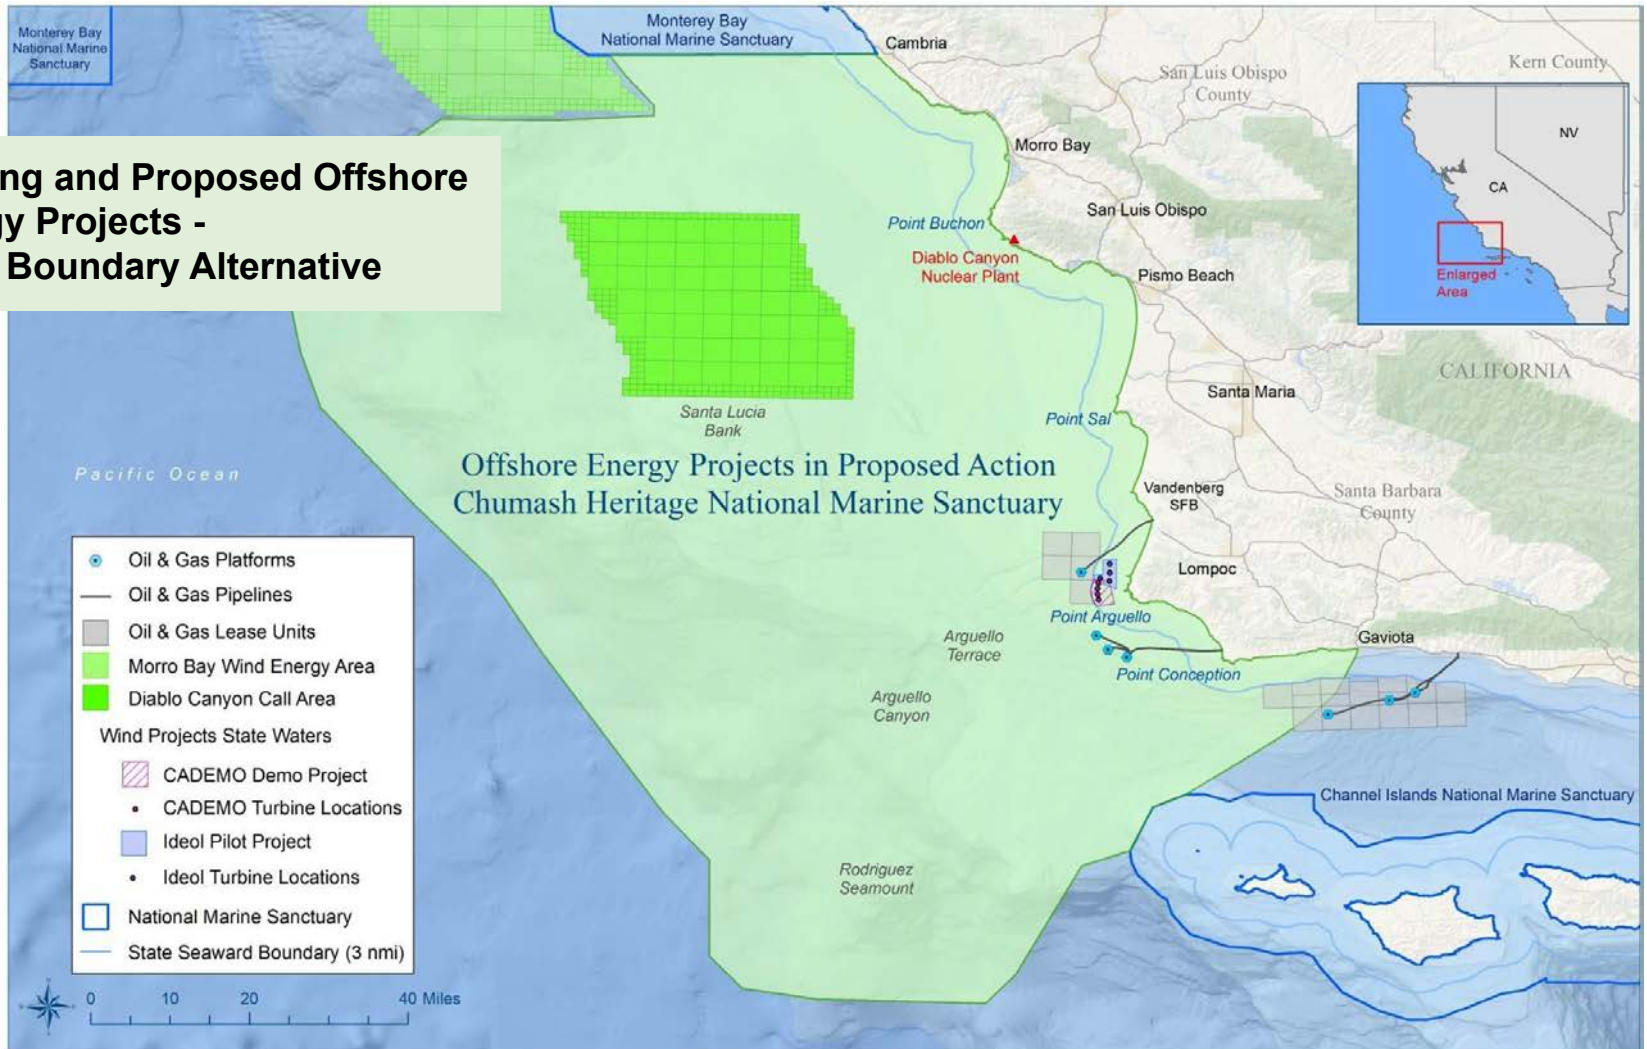 Monterey Bay
National Marine
Sanctuary
Monterey Bay
National Marine Sanctuary
Cambria
San Luis Obispo
County
Kern County
ng and Proposed Offshore
gy Projects -
Boundary Alternative
Morro Bay
NV
CA
Enlarged
Area
San Luis Obispo
Point Buchon
Diablo Canyon
Nuclear Plant
Pismo Beach
CALIFORNIA
Santa Maria
Santa Lucia
Bank
Point Sal
Pacific Ocean
Offshore Energy Projects in Proposed Action
Chumash Heritage National Marine Sanctuary
Vandenberg
SFB
Santa Barbara
County
Lompoc
Point Arguello
Arguello
Terrace
Gaviota
Point Conception
Arguello
Canyon
Channel Islands National Marine Sanctuary
Rodriguez
Seamount
Oil & Gas Platforms
Oil & Gas Pipelines
Oil & Gas Lease Units
Morro Bay Wind Energy Area
Diablo Canyon Call Area
Wind Projects State Waters
CADEMO Demo Project
CADEMO Turbine Locations
Ideol Pilot Project
Ideol Turbine Locations
National Marine Sanctuary
State Seaward Boundary (3 nmi)
0 10 20 40 Miles